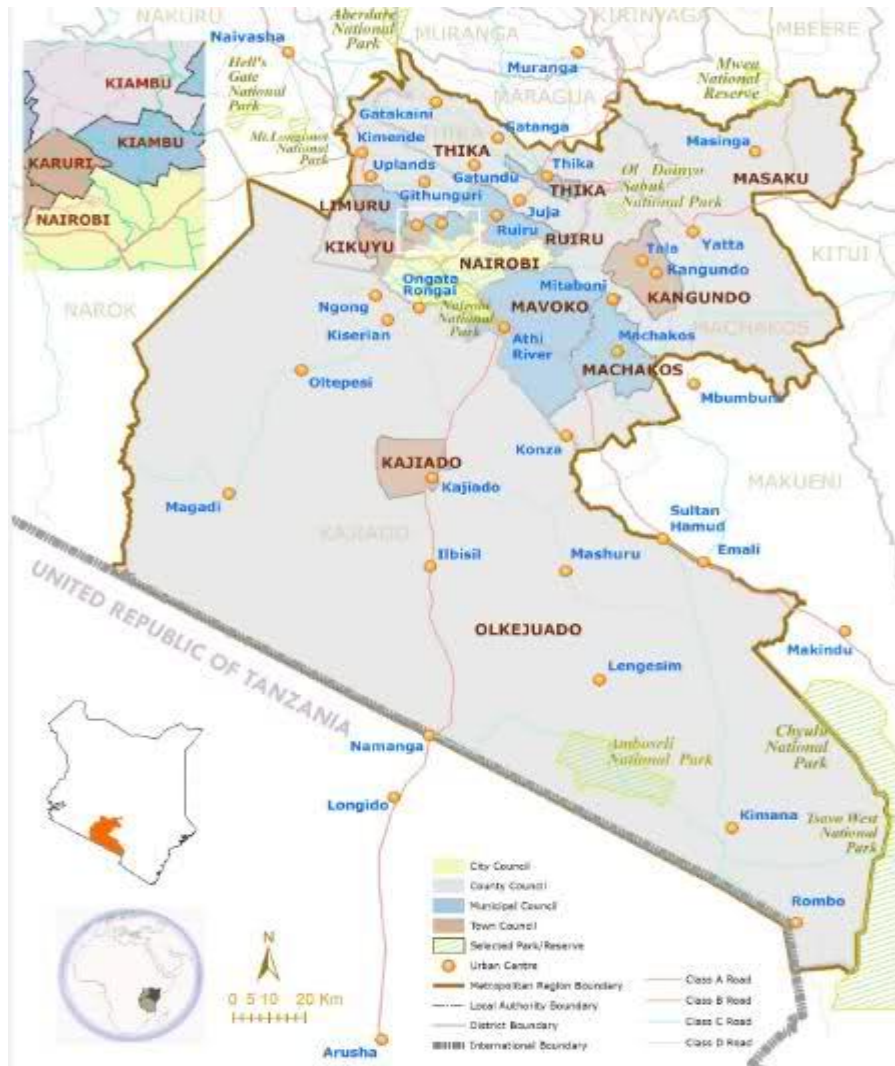 NAKURU
Aberdare
National
Park
MURANGA
KIRINYAGA
MBEERE
Naivasha
Hell's
Gate
National
Park
Muranga
MARAGUA
Mwea
National
Reserve
KIAMBU
KIAMBU
KARURI
NAIROBI
Mt.Longonot
National
Park
Gatakaini
Kimende
Gatanga
THIKA
Uplands
Gatundu
Thika
THIKA
Githunguri
Masinga
MASAKU
Ol Doinyo
Sabuk
National Park
LIMURU
Juja
Ruiru
RUIRU
KIKUYU
NAIROBI
Yatta
KITUI
Tala
Kangundo
KANGUNDO
Ongata
Rongai
Nairobi
National
Park
Mitaboni
MAVOKO
NAROK
Ngong
Kiserian
Athi
River
Machakos
MACHAKOS
MACHAKOS
Oltepesi
Mbumbuni
Konza
KAJIADO
Kajiado
MAKUENI
Magadi
KAJIADO
Sultan
Hamud
Emali
Ilbisil
Mashuru
UNITED REPUBLIC OF TANZANIA
OLKEJUADO
Makindu
Lengesim
Namanga
Amboseli
National Park
Chyulu
National
Park
Longido
Kimana
Tsavo West
National
Park
Rombo
Arusha
N
0 5 10 20 Km
City Council
County Council
Municipal Council
Town Council
Selected Park/Reserve
Urban Centre
Metropolitan Region Boundary
Local Authority Boundary
District Boundary
International Boundary
Class A Road
Class B Road
Class C Road
Class D Road